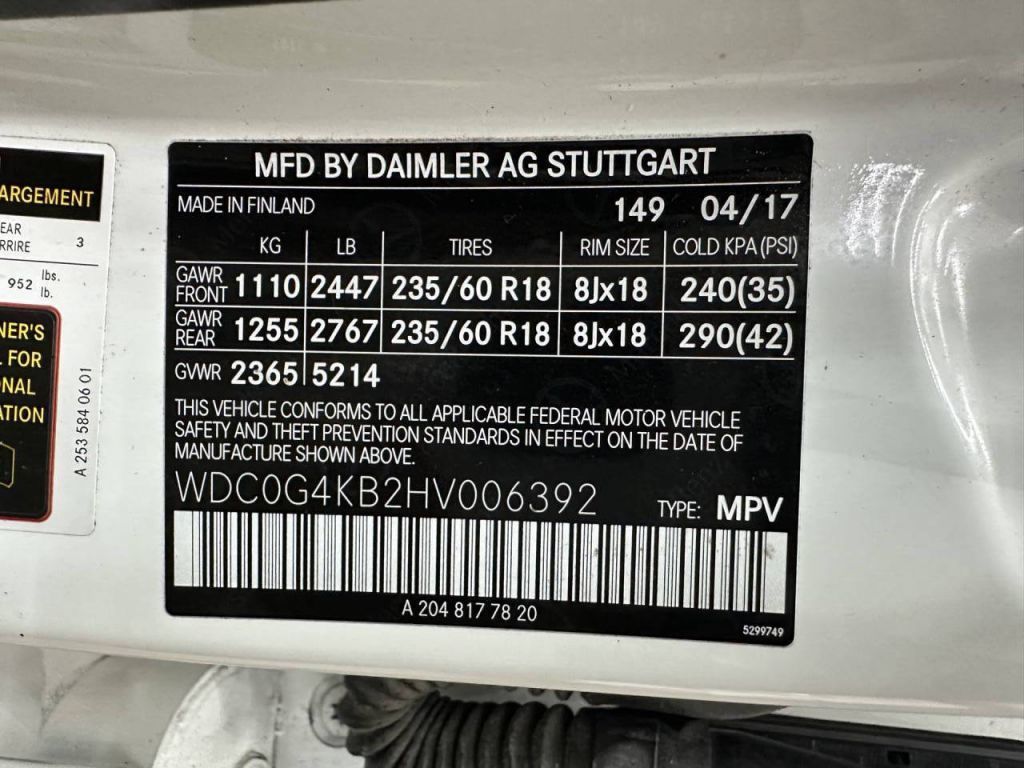 ARGEMENT
EAR
RRIERE 3
952 lbs.
lb.
NER'S
L FOR
NAL
ATION
A 253 584 06 01
MFD BY DAIMLER AG STUTTGART
MADE IN FINLAND 149 04/17
KG LB TIRES RIM SIZE COLD KPA (PSI)
GAWR FRONT 1110 2447 235/60 R18 8Jx18 240(35)
GAWR REAR 1255 2767 235/60 R18 8Jx18 290(42)
GVWR 2365 5214
THIS VEHICLE CONFORMS TO ALL APPLICABLE FEDERAL MOTOR VEHICLE
SAFETY AND THEFT PREVENTION STANDARDS IN EFFECT ON THE DATE OF
MANUFACTURE SHOWN ABOVE.
WDC0G4KB2HV006392 TYPE: MPV
A 204 817 78 20
5299749